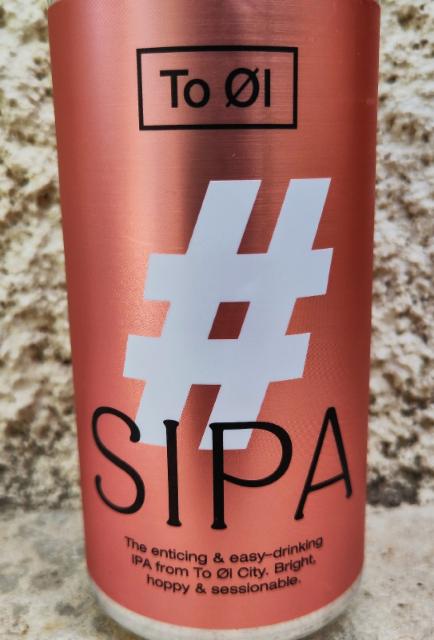 To Øl
#
SIPA
The enticing & easy-drinking
IPA from To Øl City. Bright,
hoppy & sessionable.